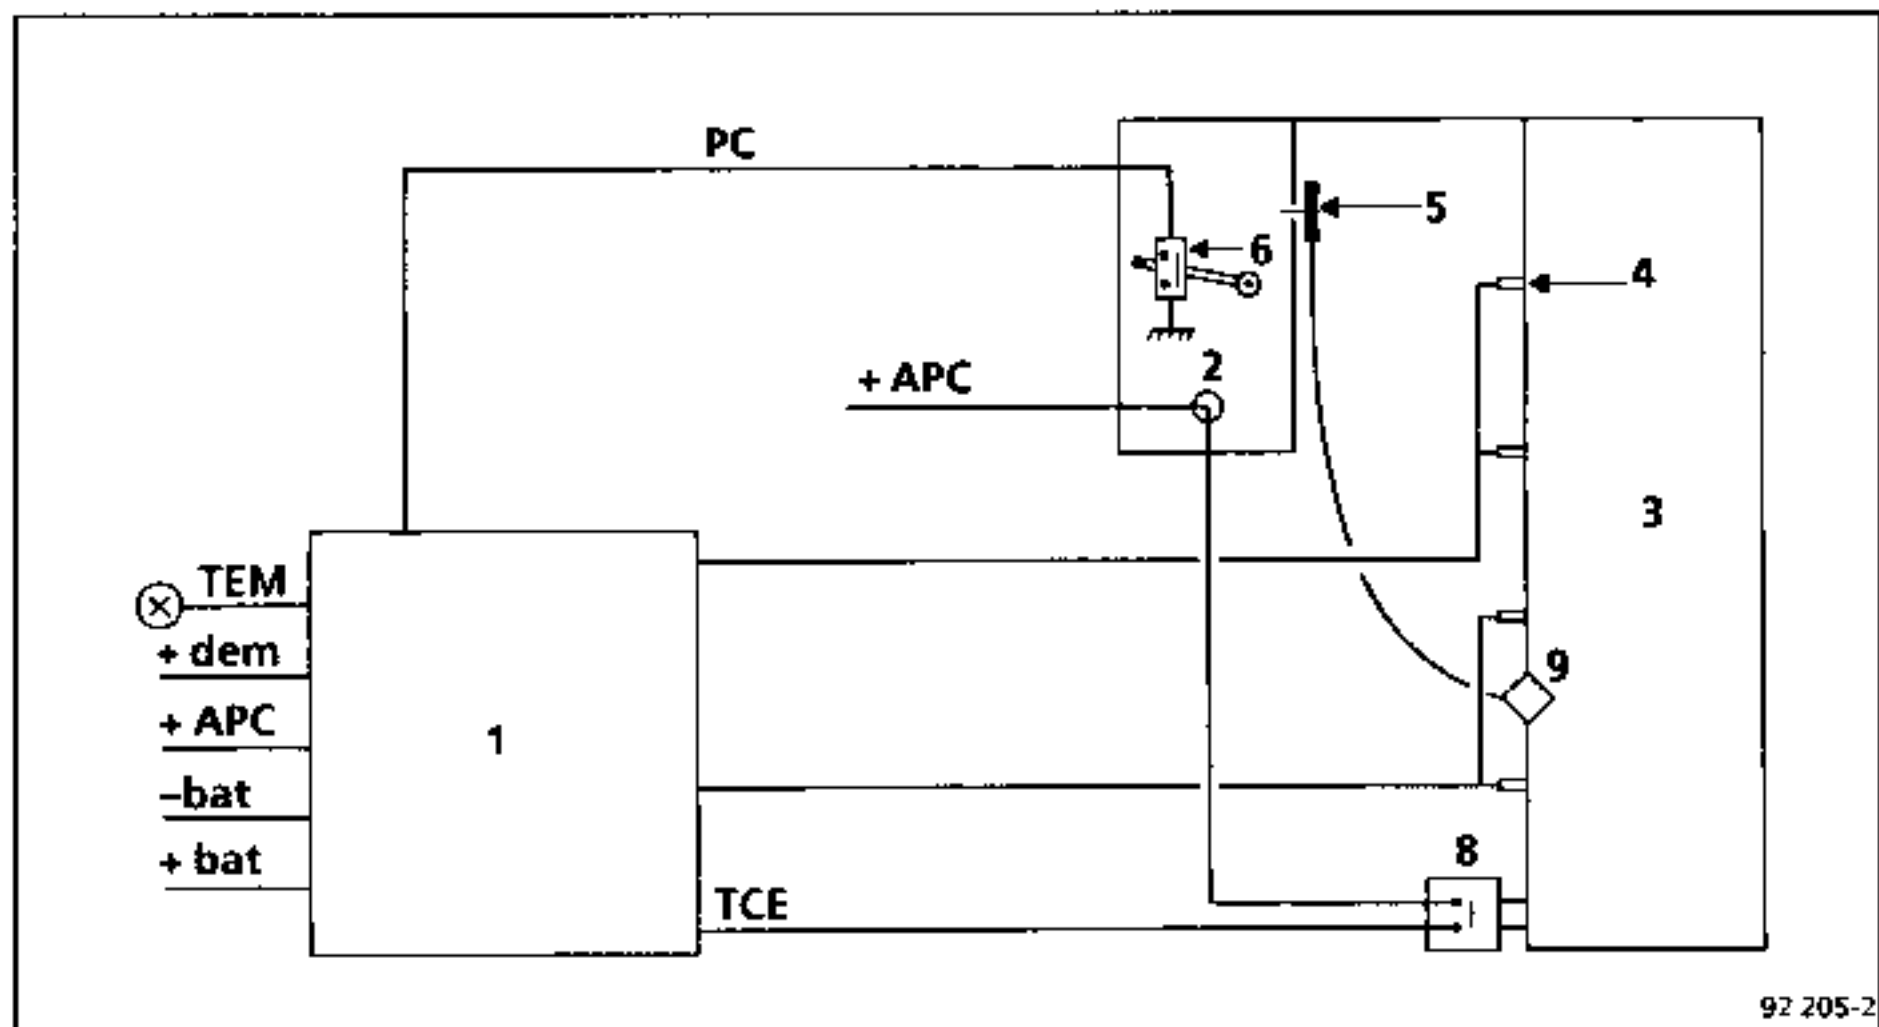 PC
5
6
4
2
+ APC
3
TEM
+ dem
9
+ APC
1
–bat
8
+ bat
TCE
92 205-2